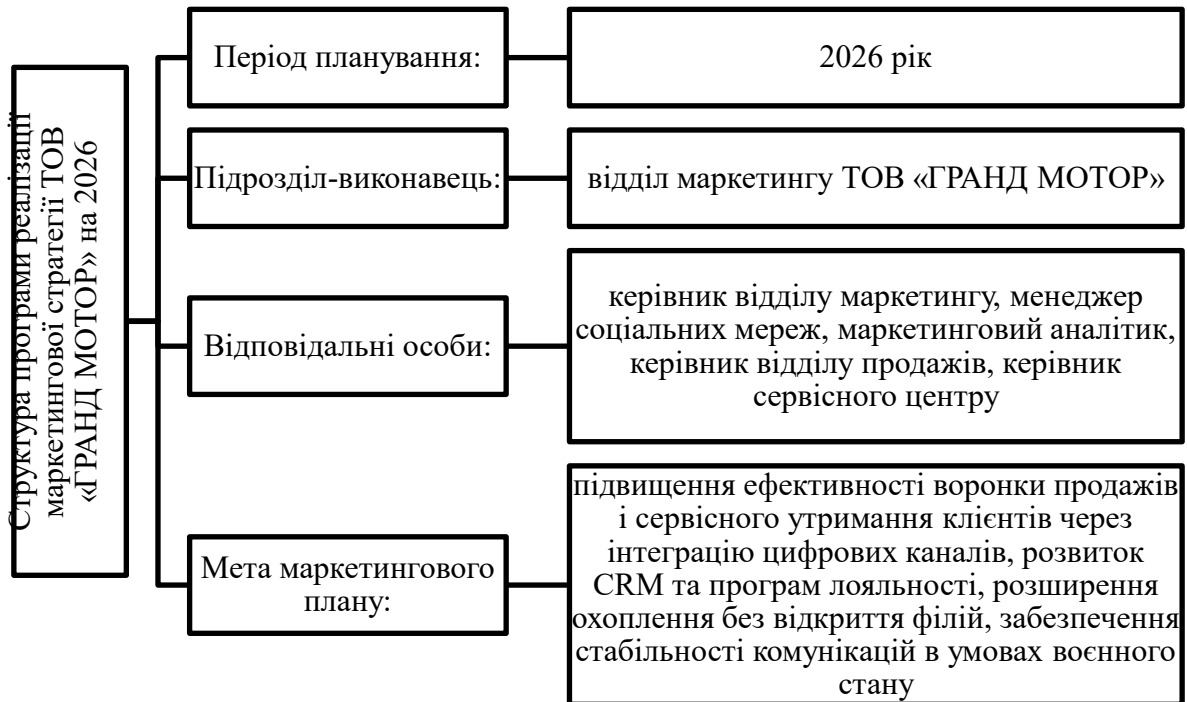 Структура програми реалізації
маркетингової стратегії ТОВ
«ГРАНД МОТОР» на 2026
Період планування:
2026 рік
Підрозділ-виконавець:
відділ маркетингу ТОВ «ГРАНД МОТОР»
Відповідальні особи:
керівник відділу маркетингу, менеджер
соціальних мереж, маркетинговий аналітик,
керівник відділу продажів, керівник
сервісного центру
Мета маркетингового
плану:
підвищення ефективності воронки продажів
і сервісного утримання клієнтів через
інтеграцію цифрових каналів, розвиток
CRM та програм лояльності, розширення
охоплення без відкриття філій, забезпечення
стабільності комунікацій в умовах воєнного
стану